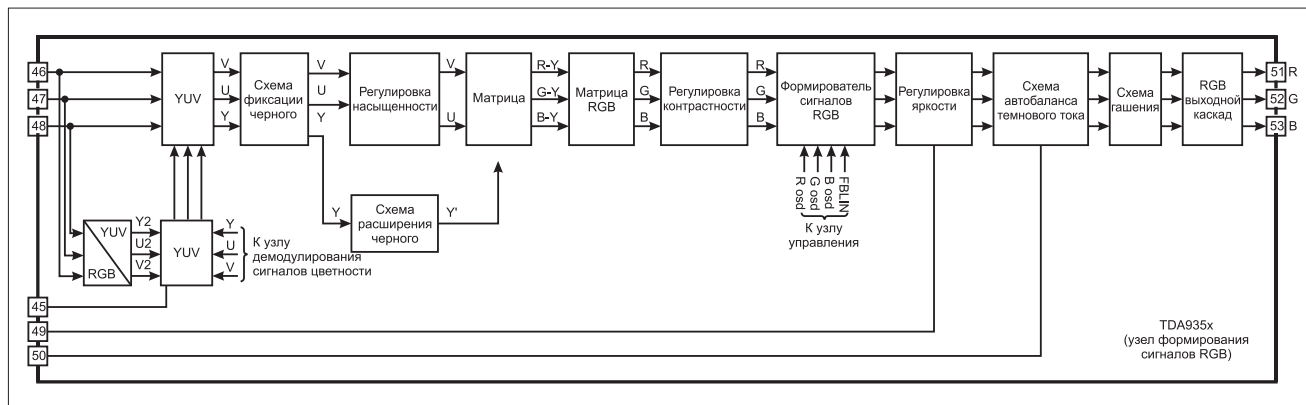 46
47
48
YUV
V
U
Y
Схема
фиксации
черного
V
U
Y
Регулировка
насыщенности
V
U
Матрица
R-Y
G-Y
B-Y
Матрица
RGB
R
G
B
Регулировка
контрастности
R
G
B
Формирователь
сигналов
RGB
Регулировка
яркости
Схема
автобаланса
темнового тока
Схема
гашения
RGB
выходной
каскад
51 R
52 G
53 B
R osd
G osd
B osd
FBLIN
К узлу
управления
Y
Схема
расширения
черного
Y'
YUV
RGB
Y2
U2
V2
YUV
Y
U
V
К узлу
демодулирования
сигналов цветности
45
49
50
TDA935x
(узел формирования
сигналов RGB)